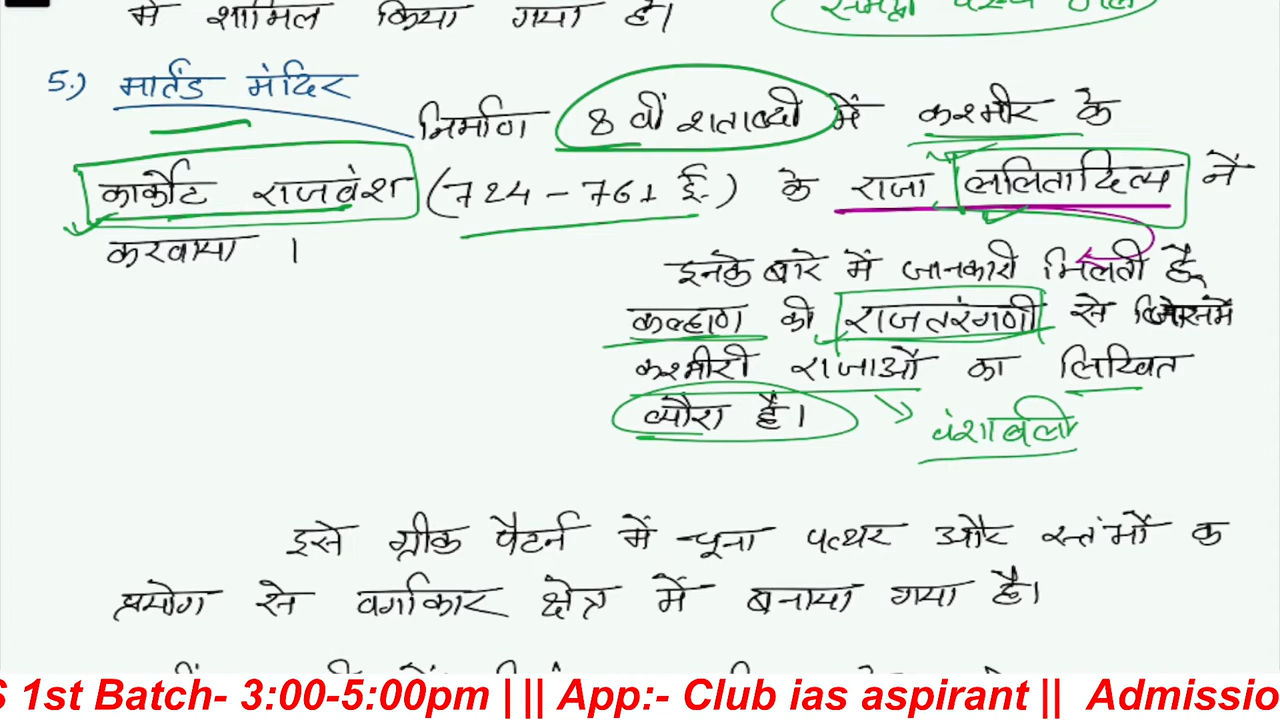 में शामिल किया गया है।
5.) मार्तंड मंदिर
निर्माण 8 वीं शताब्दी में कश्मीर के
कार्कोट राजवंश (724 - 761 ई.) के राजा ललितादित्य ने
करवाया ।
इनके बारे में जानकारी मिलती है
कल्हाण की राजतरंगणी से जिसमें
कश्मीरी राजाओं का लिखित
ब्यौरा है।
वंशावली
इसे ग्रीक पैटर्न में चूना पत्थर और स्तंभों क
प्रयोग से वर्गाकार क्षेत्र में बनाया गया है।
S 1st Batch- 3:00-5:00pm | || App:- Club ias aspirant || Admissio